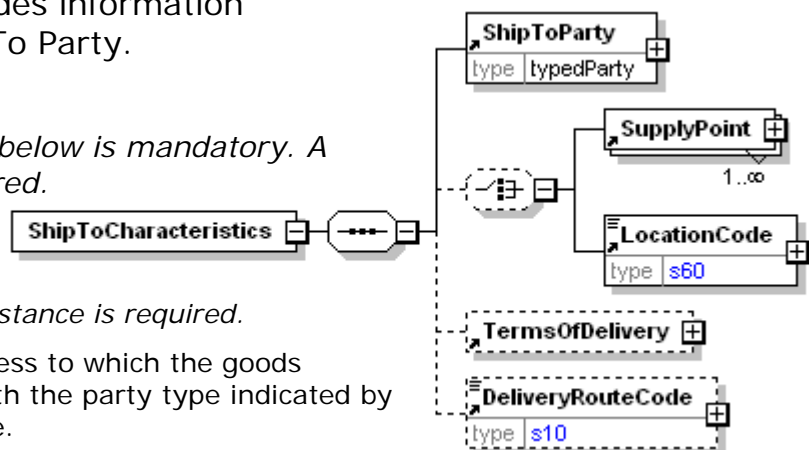 des information
To Party.
below is mandatory. A
red.
stance is required.
ess to which the goods
th the party type indicated by
e.
ShipToCharacteristics
ShipToParty
type typedParty
SupplyPoint
1..∞
LocationCode
type s60
TermsOfDelivery
DeliveryRouteCode
type s10